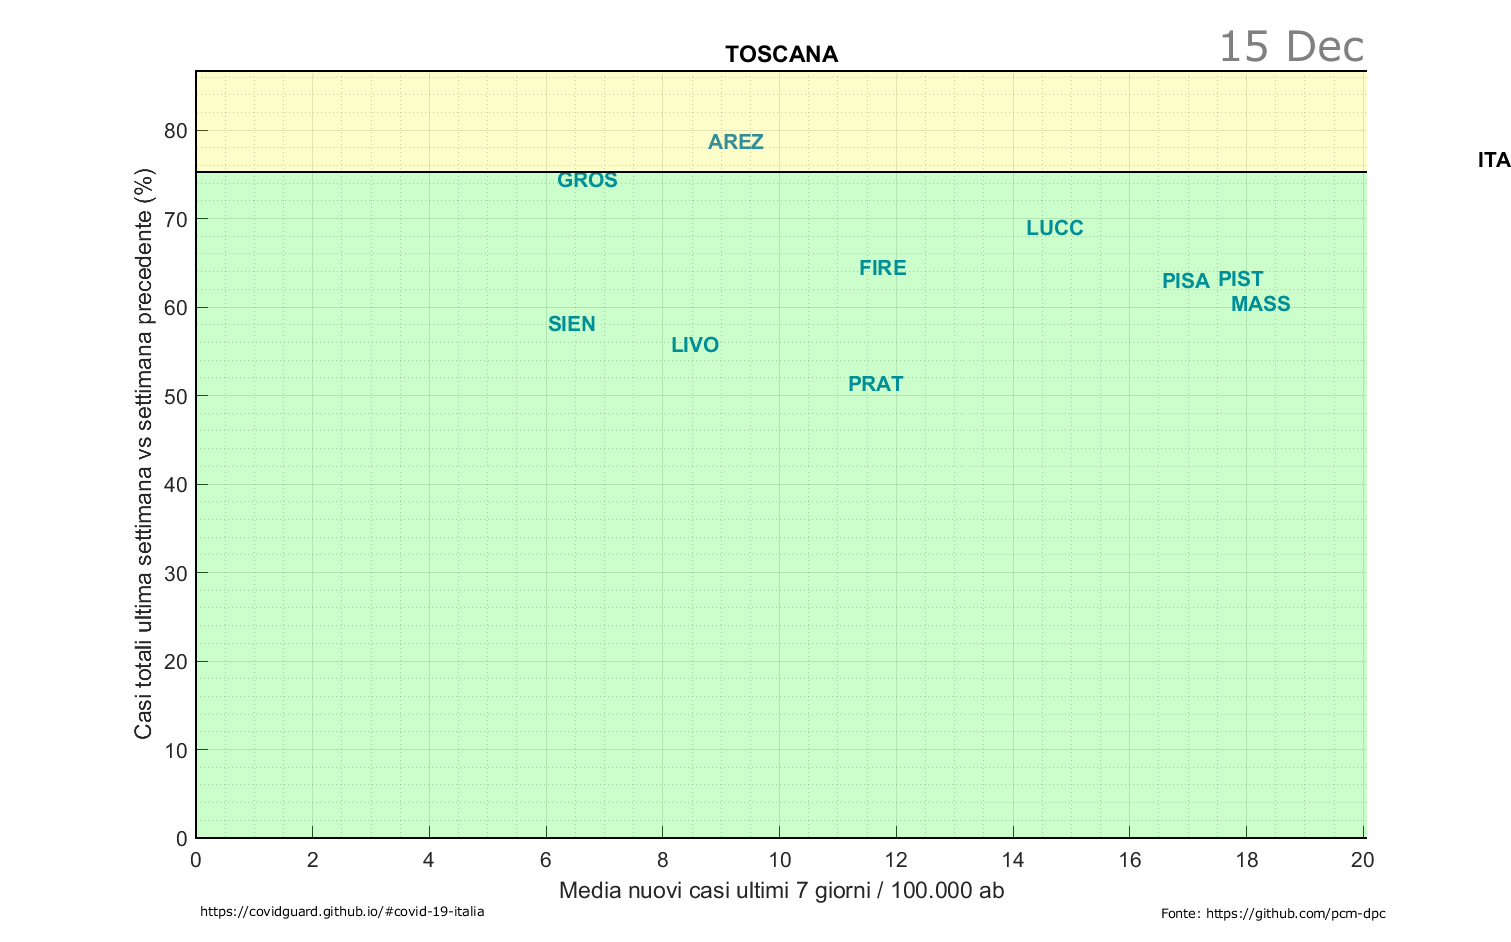 15 Dec
TOSCANA
80
AREZ
ITA
GROS
70
LUCC
FIRE
PISA PIST
60
MASS
SIEN
LIVO
50
PRAT
40
30
20
10
0
Casi totali ultima settimana vs settimana precedente (%)
0 2 4 6 8 10 12 14 16 18 20
Media nuovi casi ultimi 7 giorni / 100.000 ab
https://covidguard.github.io/#covid-19-italia
Fonte: https://github.com/pcm-dpc